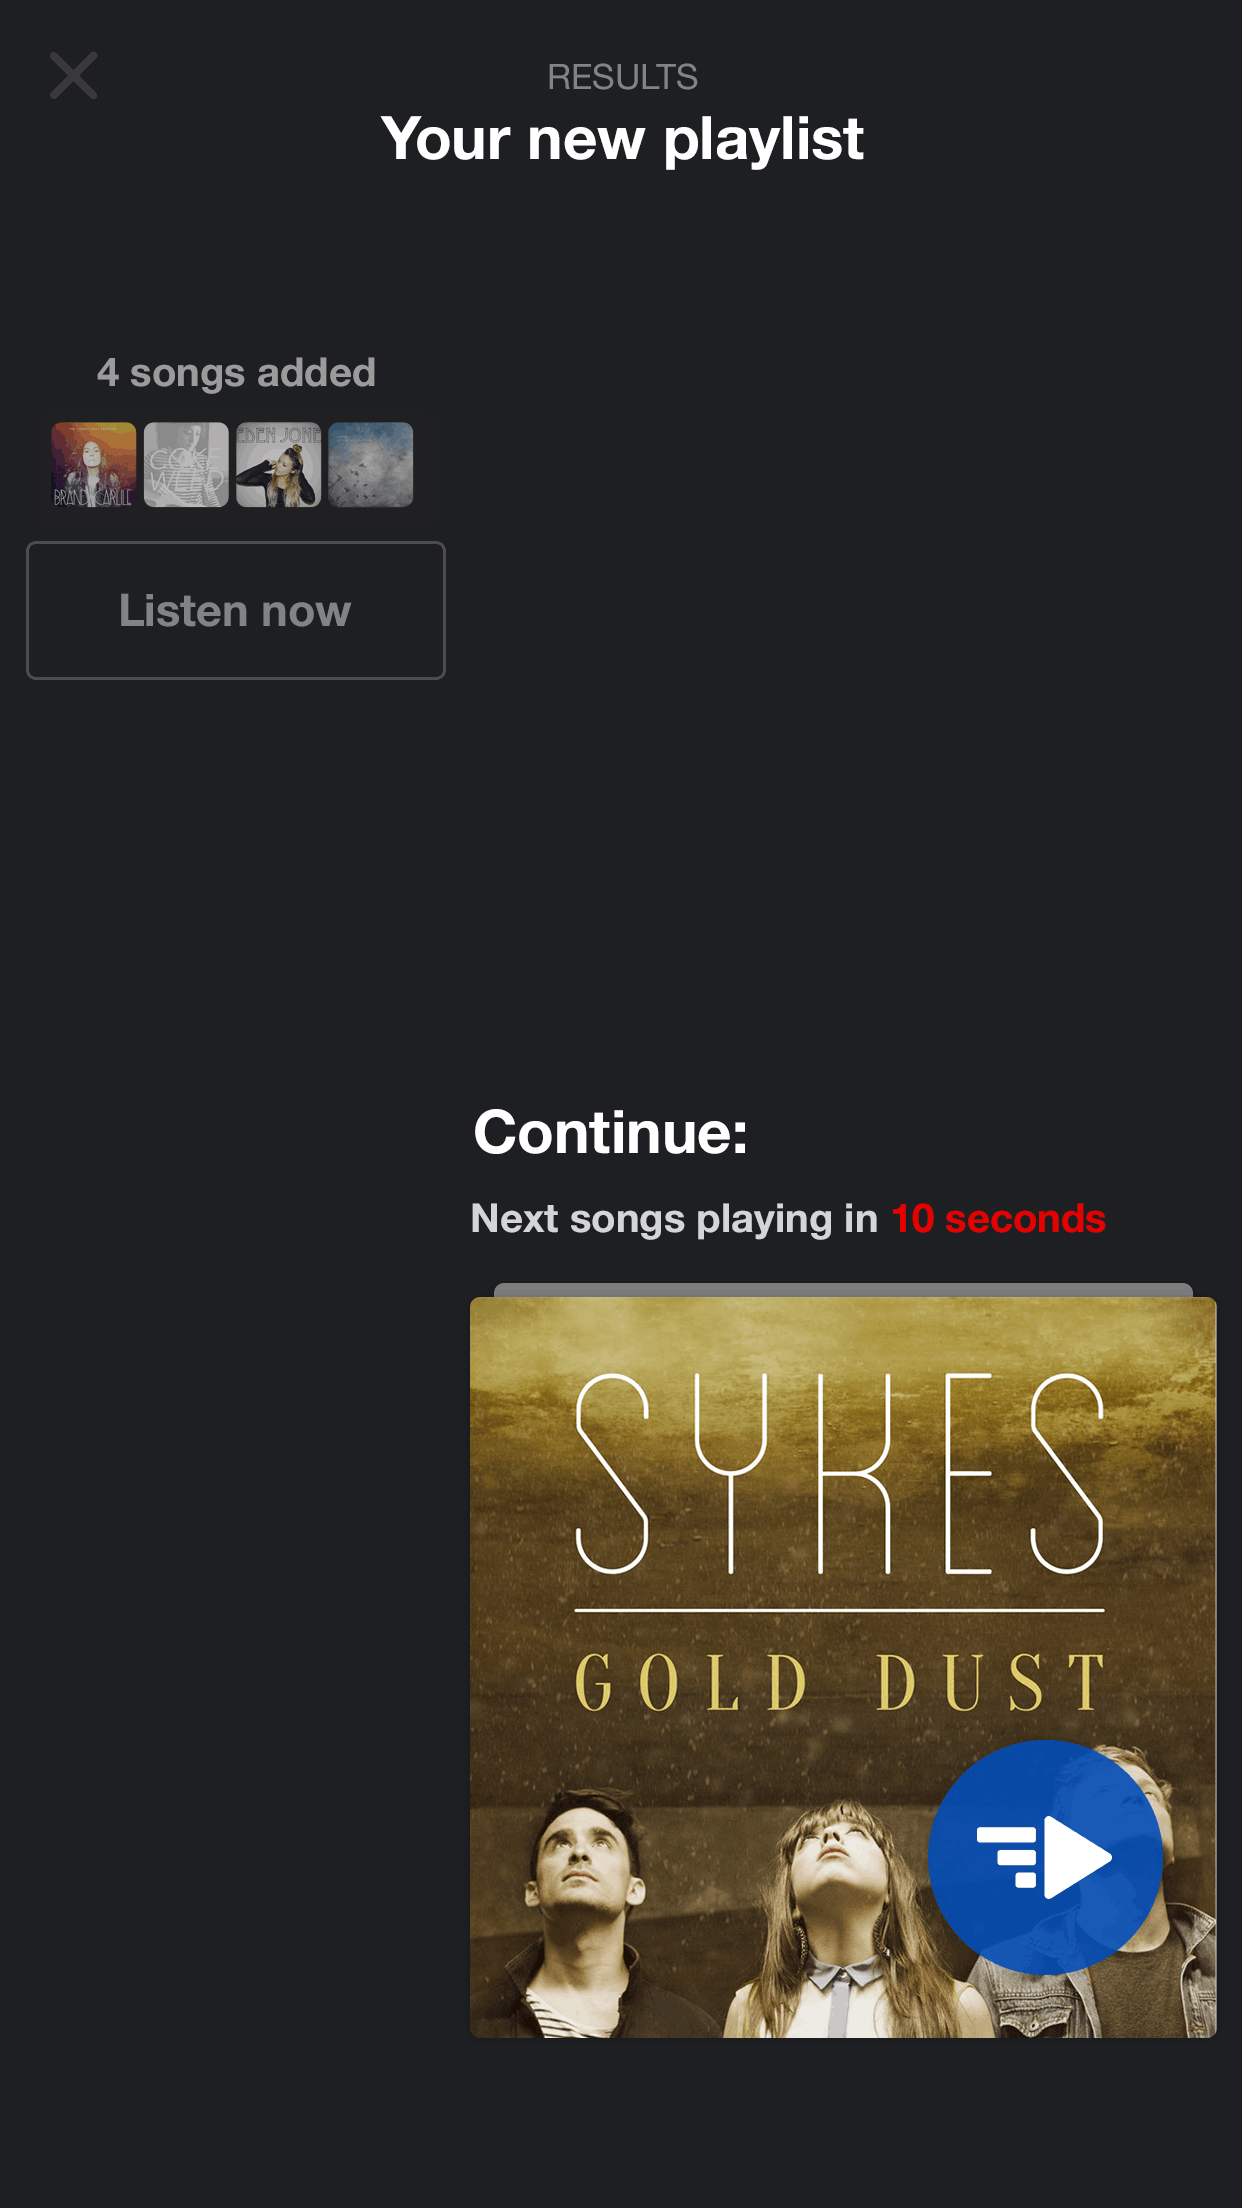 RESULTS
Your new playlist
4 songs added
BRANDI CARLILE
COKE WEED
EDEN JONE
Listen now
Continue:
Next songs playing in 10 seconds
SYKES
GOLD DUST